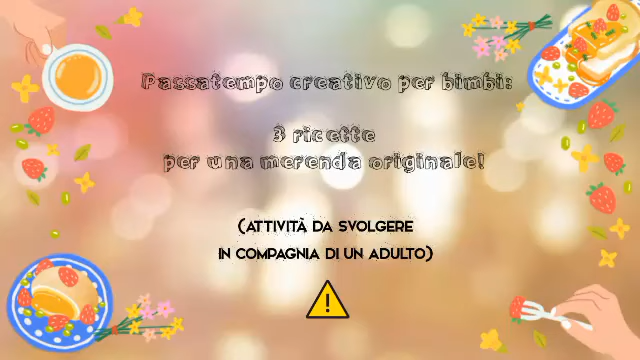 Passatempo creativo per bimbi:
3 ricette
per una merenda originale!
(ATTIVITÀ DA SVOLGERE
IN COMPAGNIA DI UN ADULTO)
!